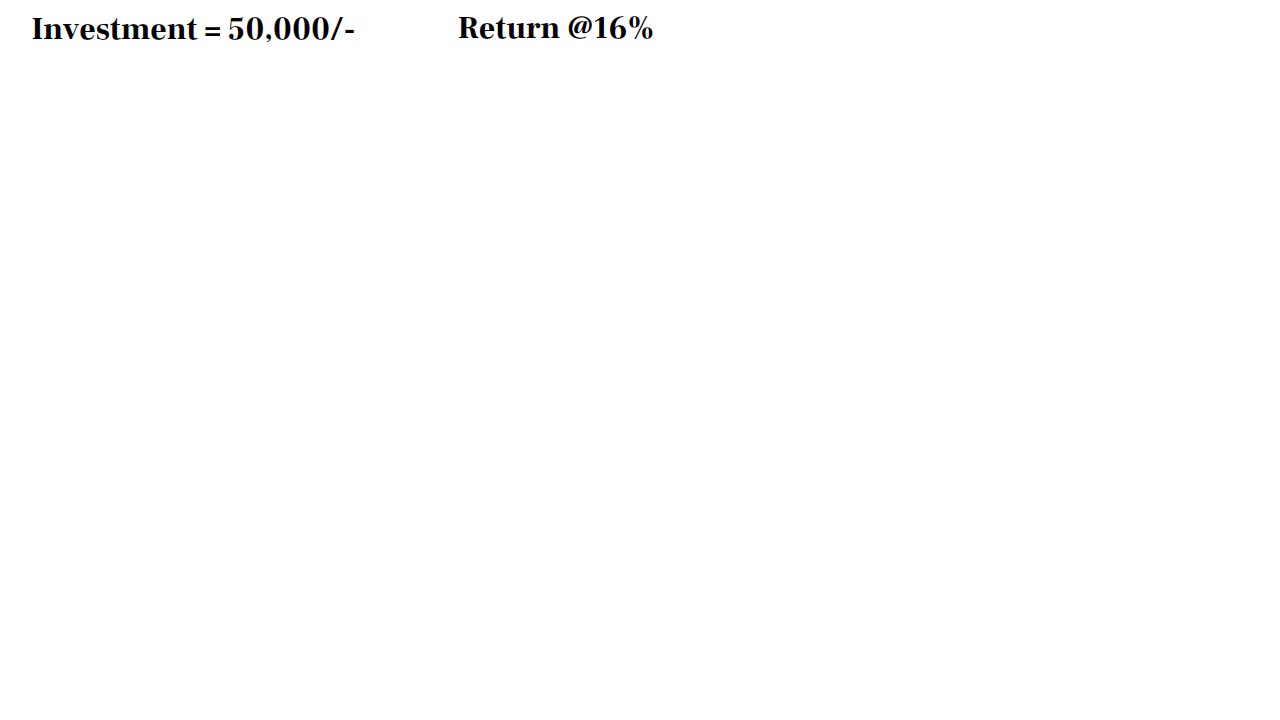 Investment = 50,000/- Return @16%